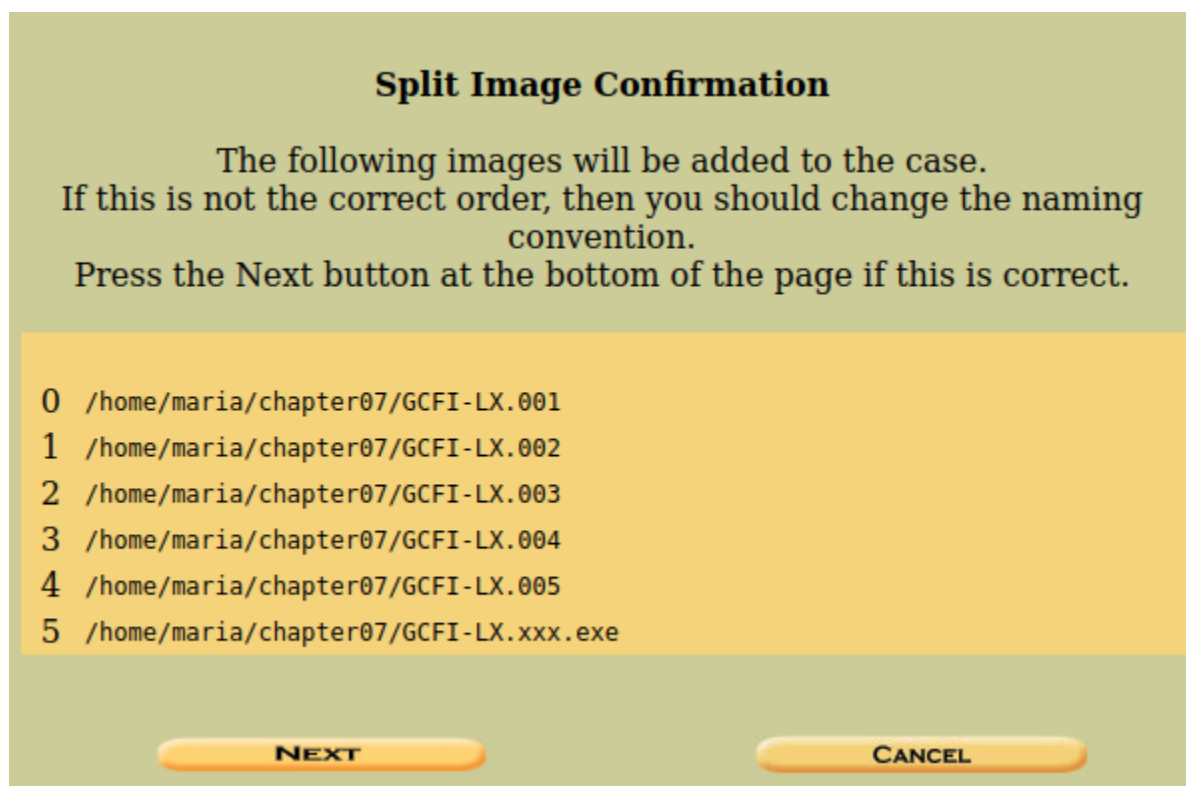 Split Image Confirmation
The following images will be added to the case.
If this is not the correct order, then you should change the naming
convention.
Press the Next button at the bottom of the page if this is correct.
0 /home/maria/chapter07/GCFI-LX.001
1 /home/maria/chapter07/GCFI-LX.002
2 /home/maria/chapter07/GCFI-LX.003
3 /home/maria/chapter07/GCFI-LX.004
4 /home/maria/chapter07/GCFI-LX.005
5 /home/maria/chapter07/GCFI-LX.xxx.exe
NEXT CANCEL